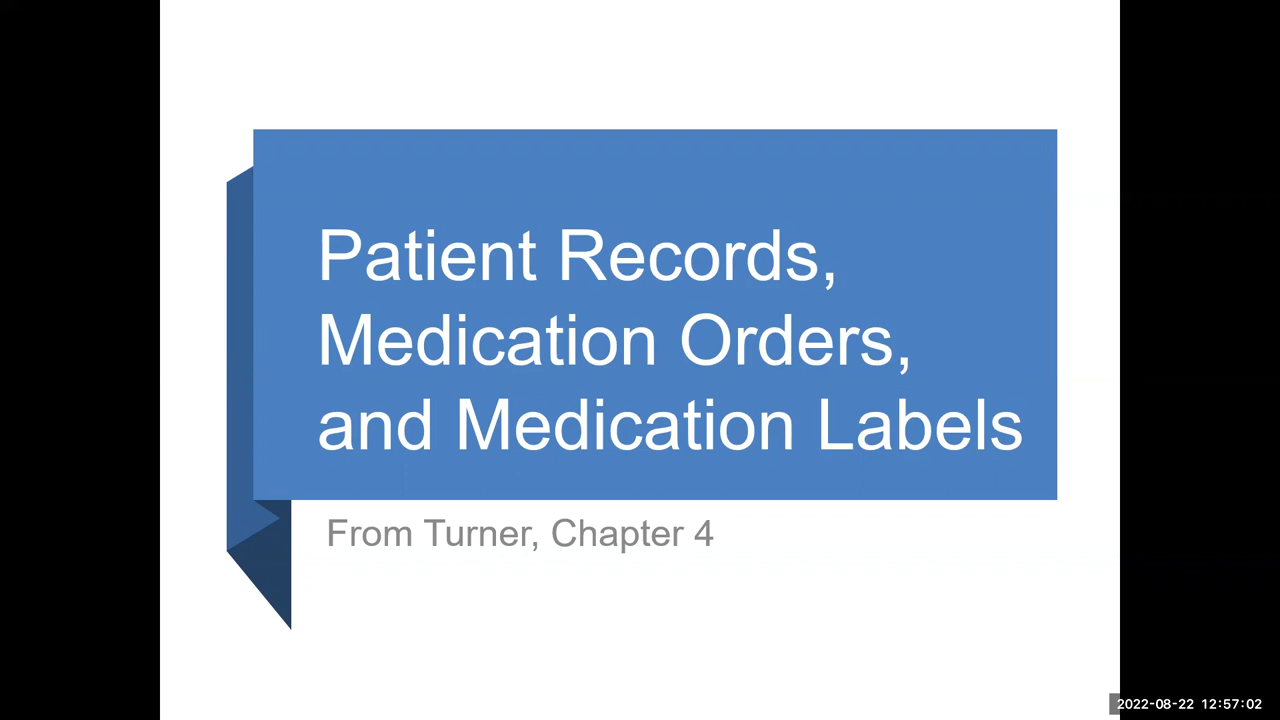 Patient Records,
Medication Orders,
and Medication Labels
From Turner, Chapter 4
2022-08-22 12:57:02